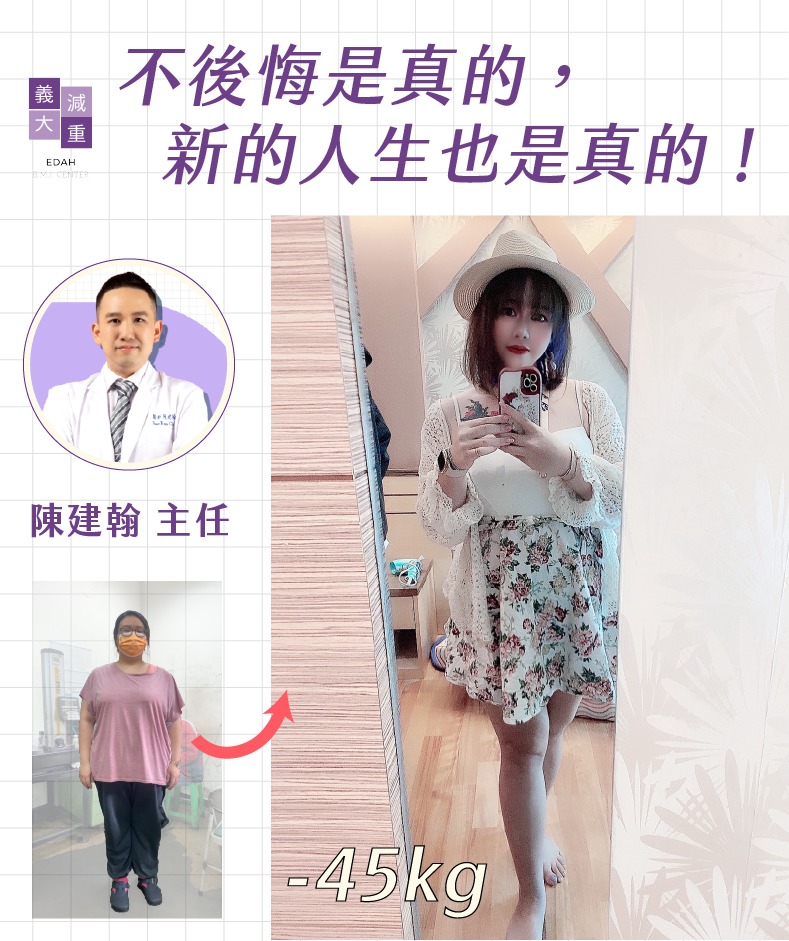 不後悔是真的，
新的人生也是真的！
義大
減重
EDAH
B.M.I CENTER
陳建翰 主任
-45kg